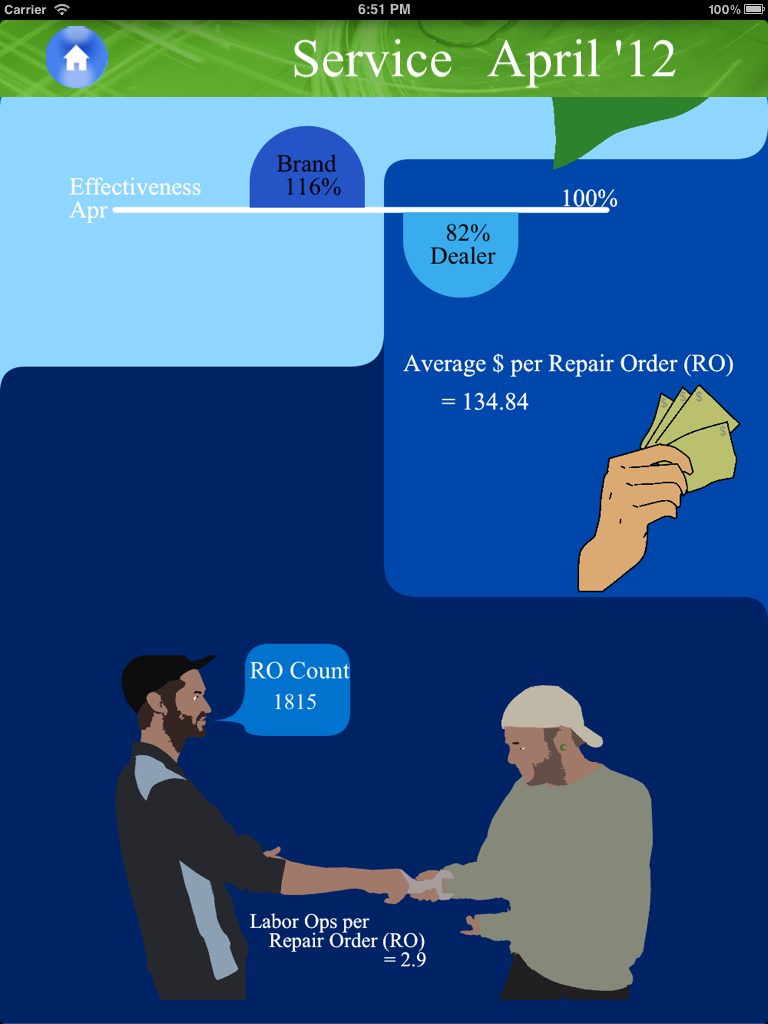 Carrier 6:51 PM 100%
Service April '12
Brand
116%
Effectiveness
Apr
100%
82%
Dealer
Average $ per Repair Order (RO)
= 134.84
$ $ $
$
RO Count
1815
Labor Ops per
Repair Order (RO)
= 2.9